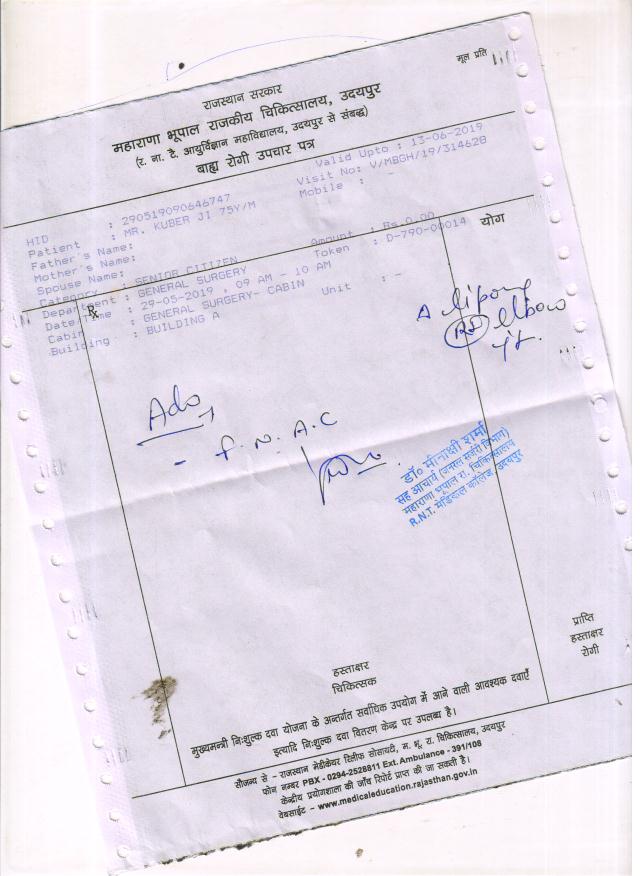 मूल प्रति
राजस्थान सरकार
महाराणा भूपाल राजकीय चिकित्सालय, उदयपुर
(र. ना. टै. आयुर्विज्ञान महाविद्यालय, उदयपुर से संबद्ध)
बाह्य रोगी उपचार पत्र
Valid Upto : 13-06-2019
HID : 290519090646747 Visit No: V/MBGH/19/314628
Patient : MR. KUBER JI 75Y/M Mobile : -
Father's Name:
Mother's Name:
Spouse Name: Amount : Rs.0.00
Category : SENIOR CITIZEN Token : D-790-00014
Department : GENERAL SURGERY
Date Time : 29-05-2019 , 09 AM - 10 AM Unit : -
Cabin : GENERAL SURGERY- CABIN
Building : BUILDING A
योग
℞
Δ lipoma
Rt elbow
jt.
Adv
- F. N. A. C
डॉ० मीनाक्षी शर्मा
सह आचार्य (जनरल सर्जरी विभाग)
महाराणा भूपाल रा. चिकित्सालय
R.N.T. मेडिकल कॉलेज, उदयपुर
हस्ताक्षर
चिकित्सक
प्राप्ति
हस्ताक्षर
रोगी
मुख्यमन्त्री निःशुल्क दवा योजना के अन्तर्गत सर्वाधिक उपयोग में आने वाली आवश्यक दवाएँ
इत्यादि निःशुल्क दवा वितरण केन्द्र पर उपलब्ध है।
सौजन्य से - राजस्थान मेडीकेयर रिलीफ सोसायटी, म. भू. रा. चिकित्सालय, उदयपुर
फोन नम्बर PBX - 0294-2528811 Ext. Ambulance - 391/108
केन्द्रीय प्रयोगशाला की जाँच रिपोर्ट प्राप्त की जा सकती है।
वेबसाईट - www.medicaleducation.rajasthan.gov.in